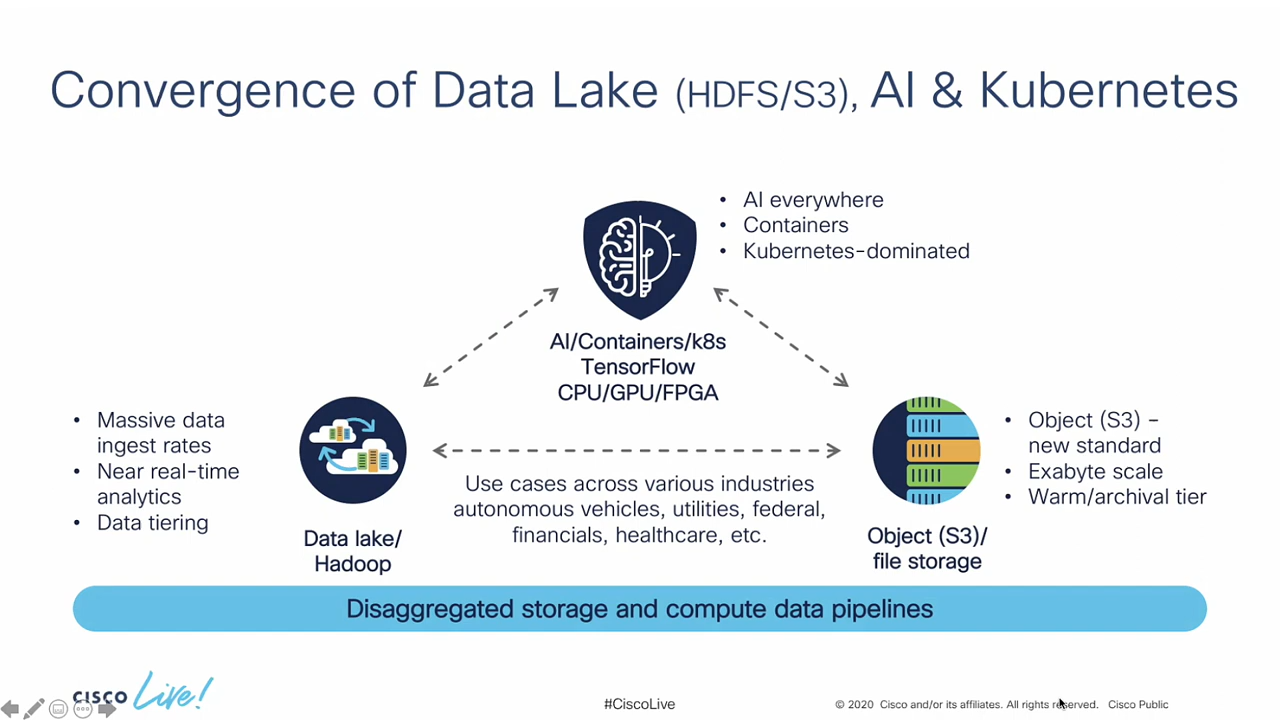 Convergence of Data Lake (HDFS/S3), AI & Kubernetes
• AI everywhere
• Containers
• Kubernetes-dominated
AI/Containers/k8s
TensorFlow
CPU/GPU/FPGA
• Massive data
ingest rates
• Near real-time
analytics
• Data tiering
Data lake/
Hadoop
Use cases across various industries
autonomous vehicles, utilities, federal,
financials, healthcare, etc.
Object (S3)/
file storage
• Object (S3) –
new standard
• Exabyte scale
• Warm/archival tier
Disaggregated storage and compute data pipelines
CISCO Live!
#CiscoLive
© 2020 Cisco and/or its affiliates. All rights reserved. Cisco Public